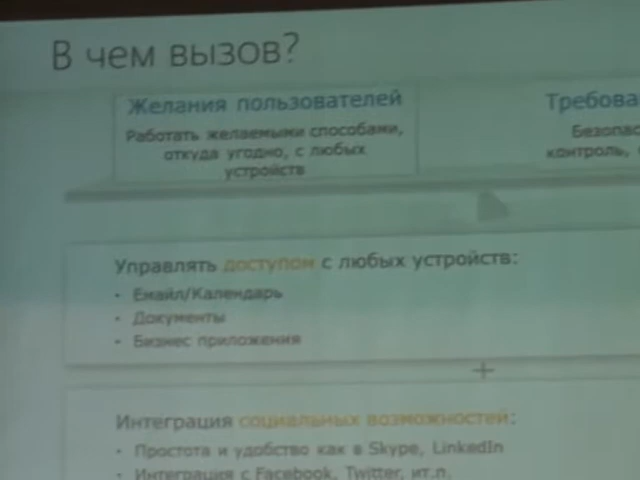 В чем вызов?
Желания пользователей
Работать желаемыми способами,
откуда угодно, с любых
устройств
Требова
Безопас
контроль,
Управлять доступом с любых устройств:
• Емайл/Календарь
• Документы
• Бизнес приложения
+
Интеграция социальных возможностей:
• Простота и удобство как в Skype, LinkedIn
• Интеграция с Facebook, Twitter, ит.п.